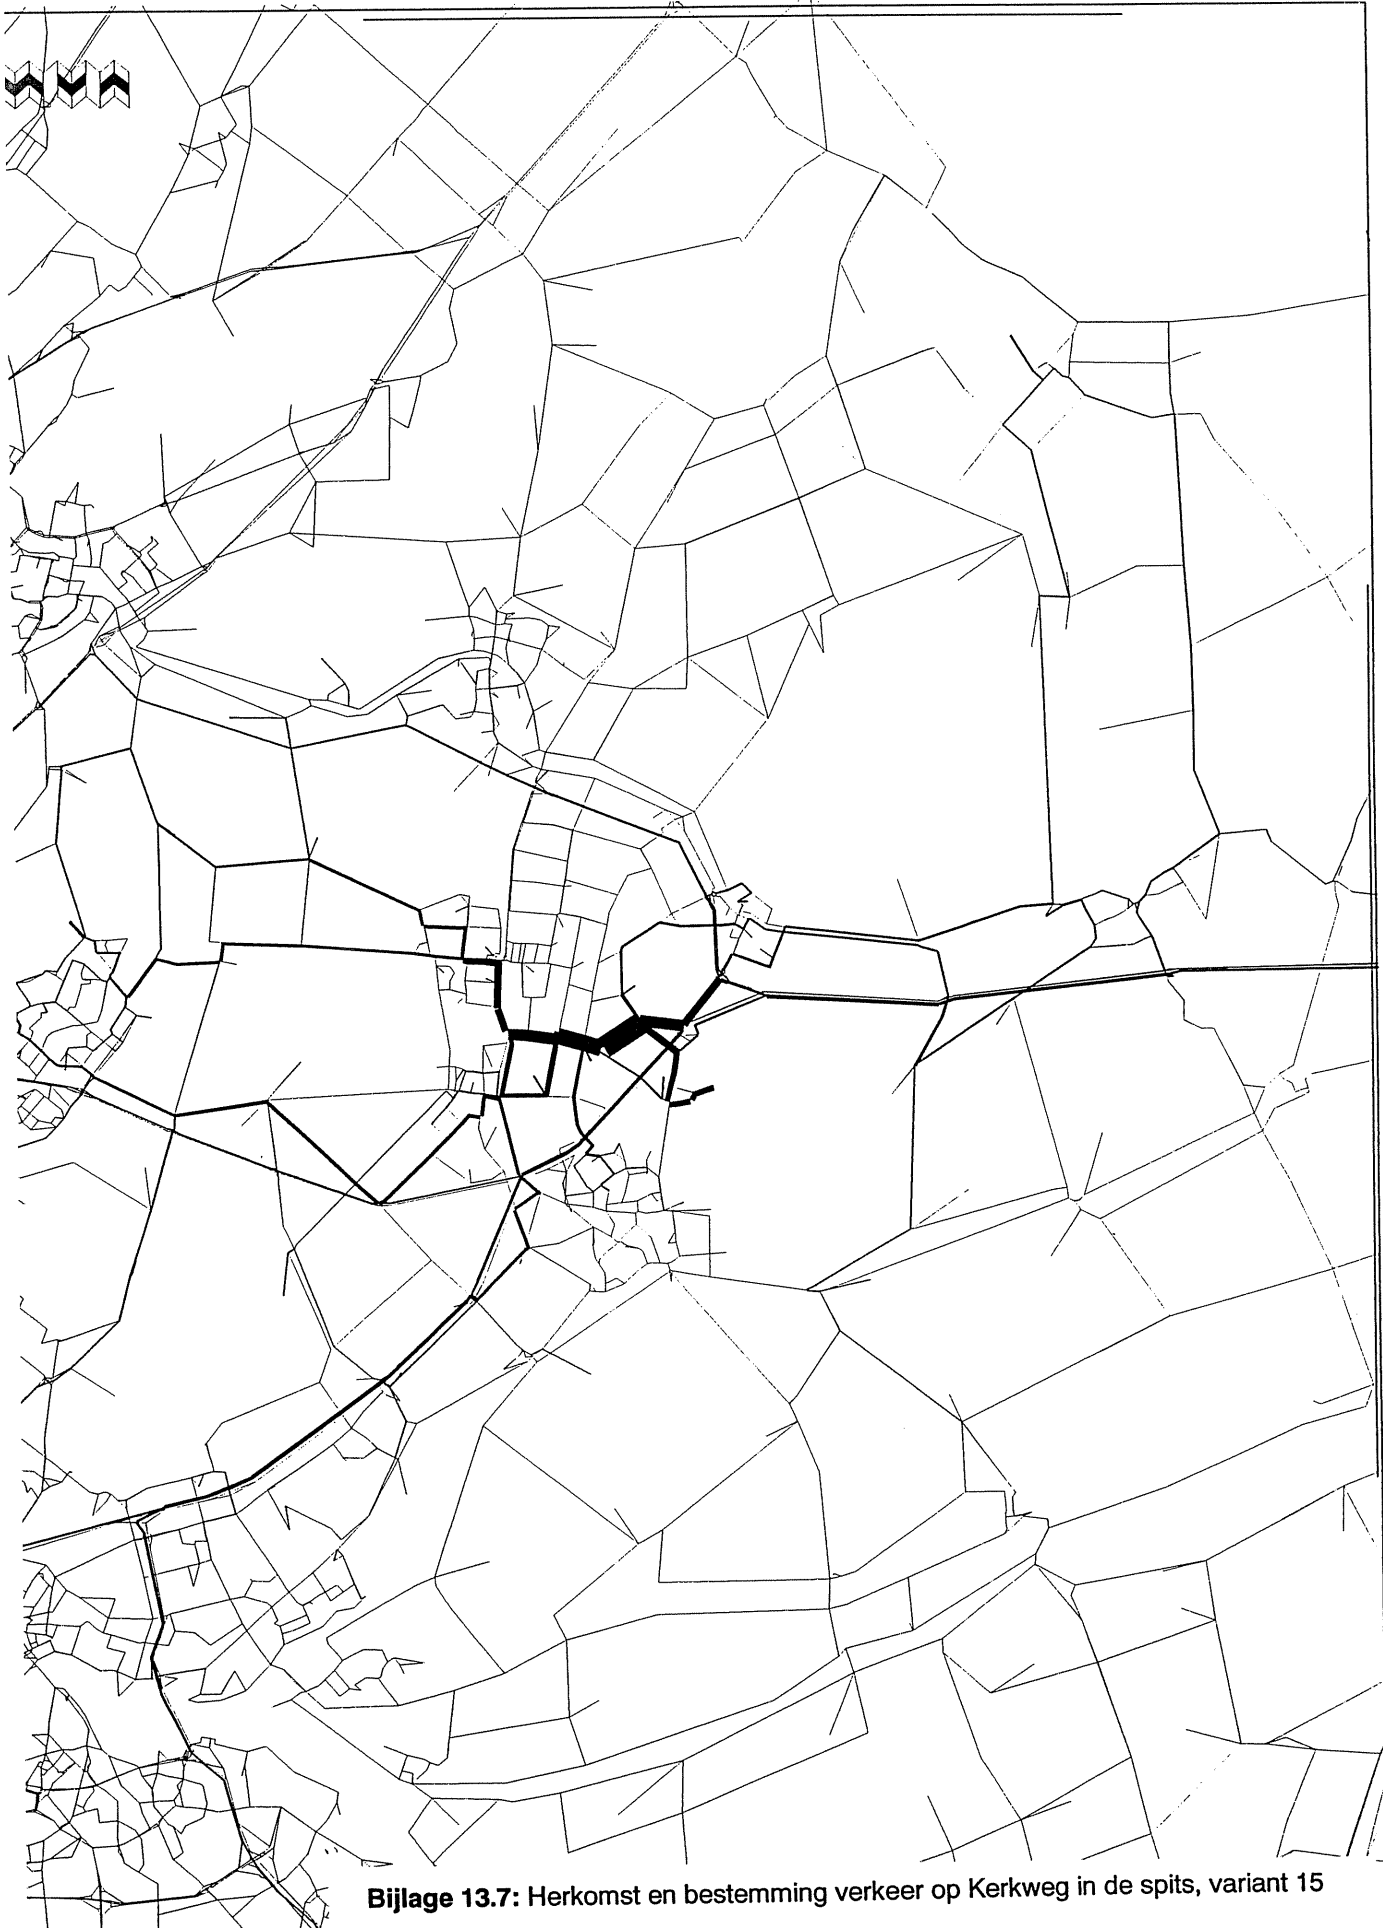 Bijlage 13.7: Herkomst en bestemming verkeer op Kerkweg in de spits, variant 15